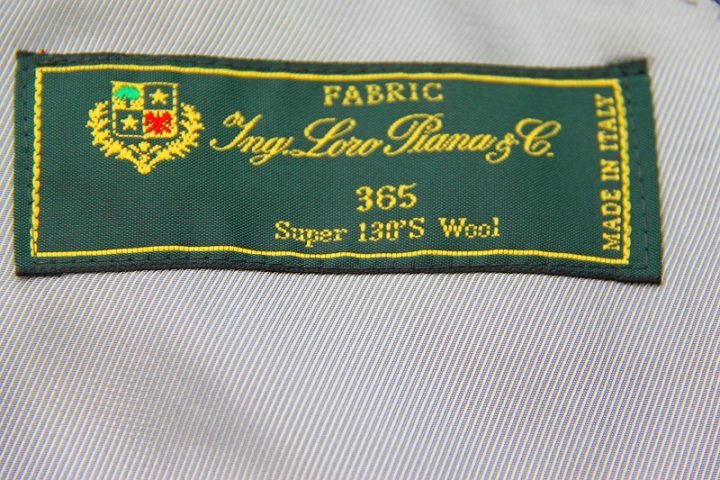 FABRIC
Ing. Loro Piana & C.
365
Super 130'S Wool
MADE IN ITALY